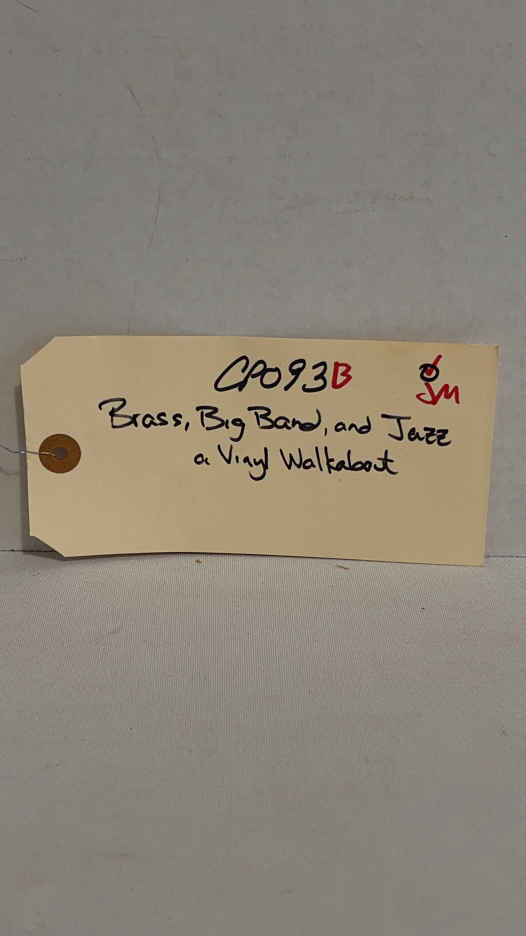 CP093B
JM
Brass, Big Band, and Jazz
a Vinyl Walkabout